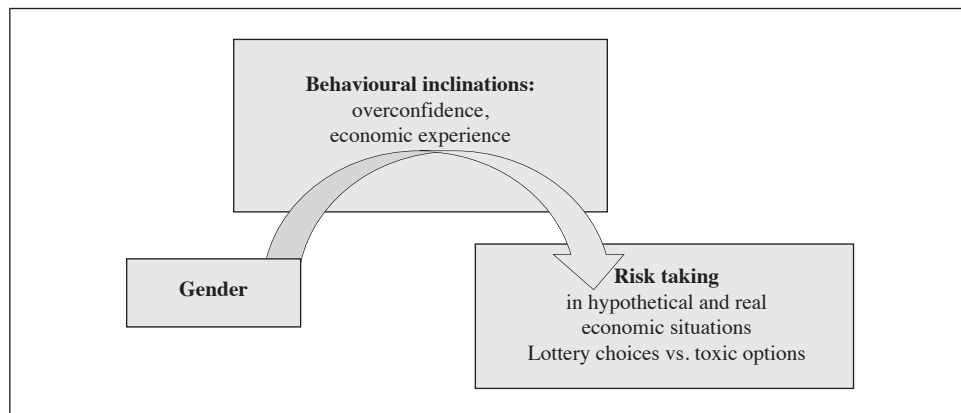 Behavioural inclinations:
overconfidence,
economic experience
Gender
Risk taking
in hypothetical and real
economic situations
Lottery choices vs. toxic options